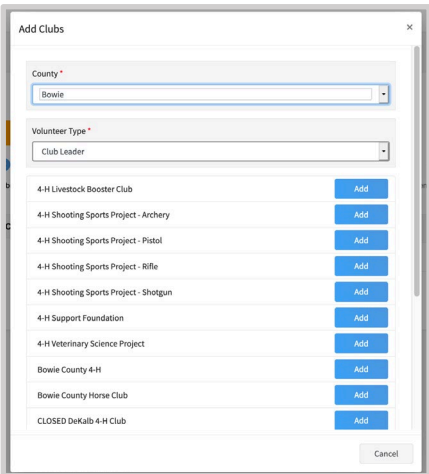 Add Clubs ×
County *
Bowie
Volunteer Type *
Club Leader
4-H Livestock Booster Club Add
4-H Shooting Sports Project - Archery Add
4-H Shooting Sports Project - Pistol Add
4-H Shooting Sports Project - Rifle Add
4-H Shooting Sports Project - Shotgun Add
4-H Support Foundation Add
4-H Veterinary Science Project Add
Bowie County 4-H Add
Bowie County Horse Club Add
CLOSED DeKalb 4-H Club Add
Cancel